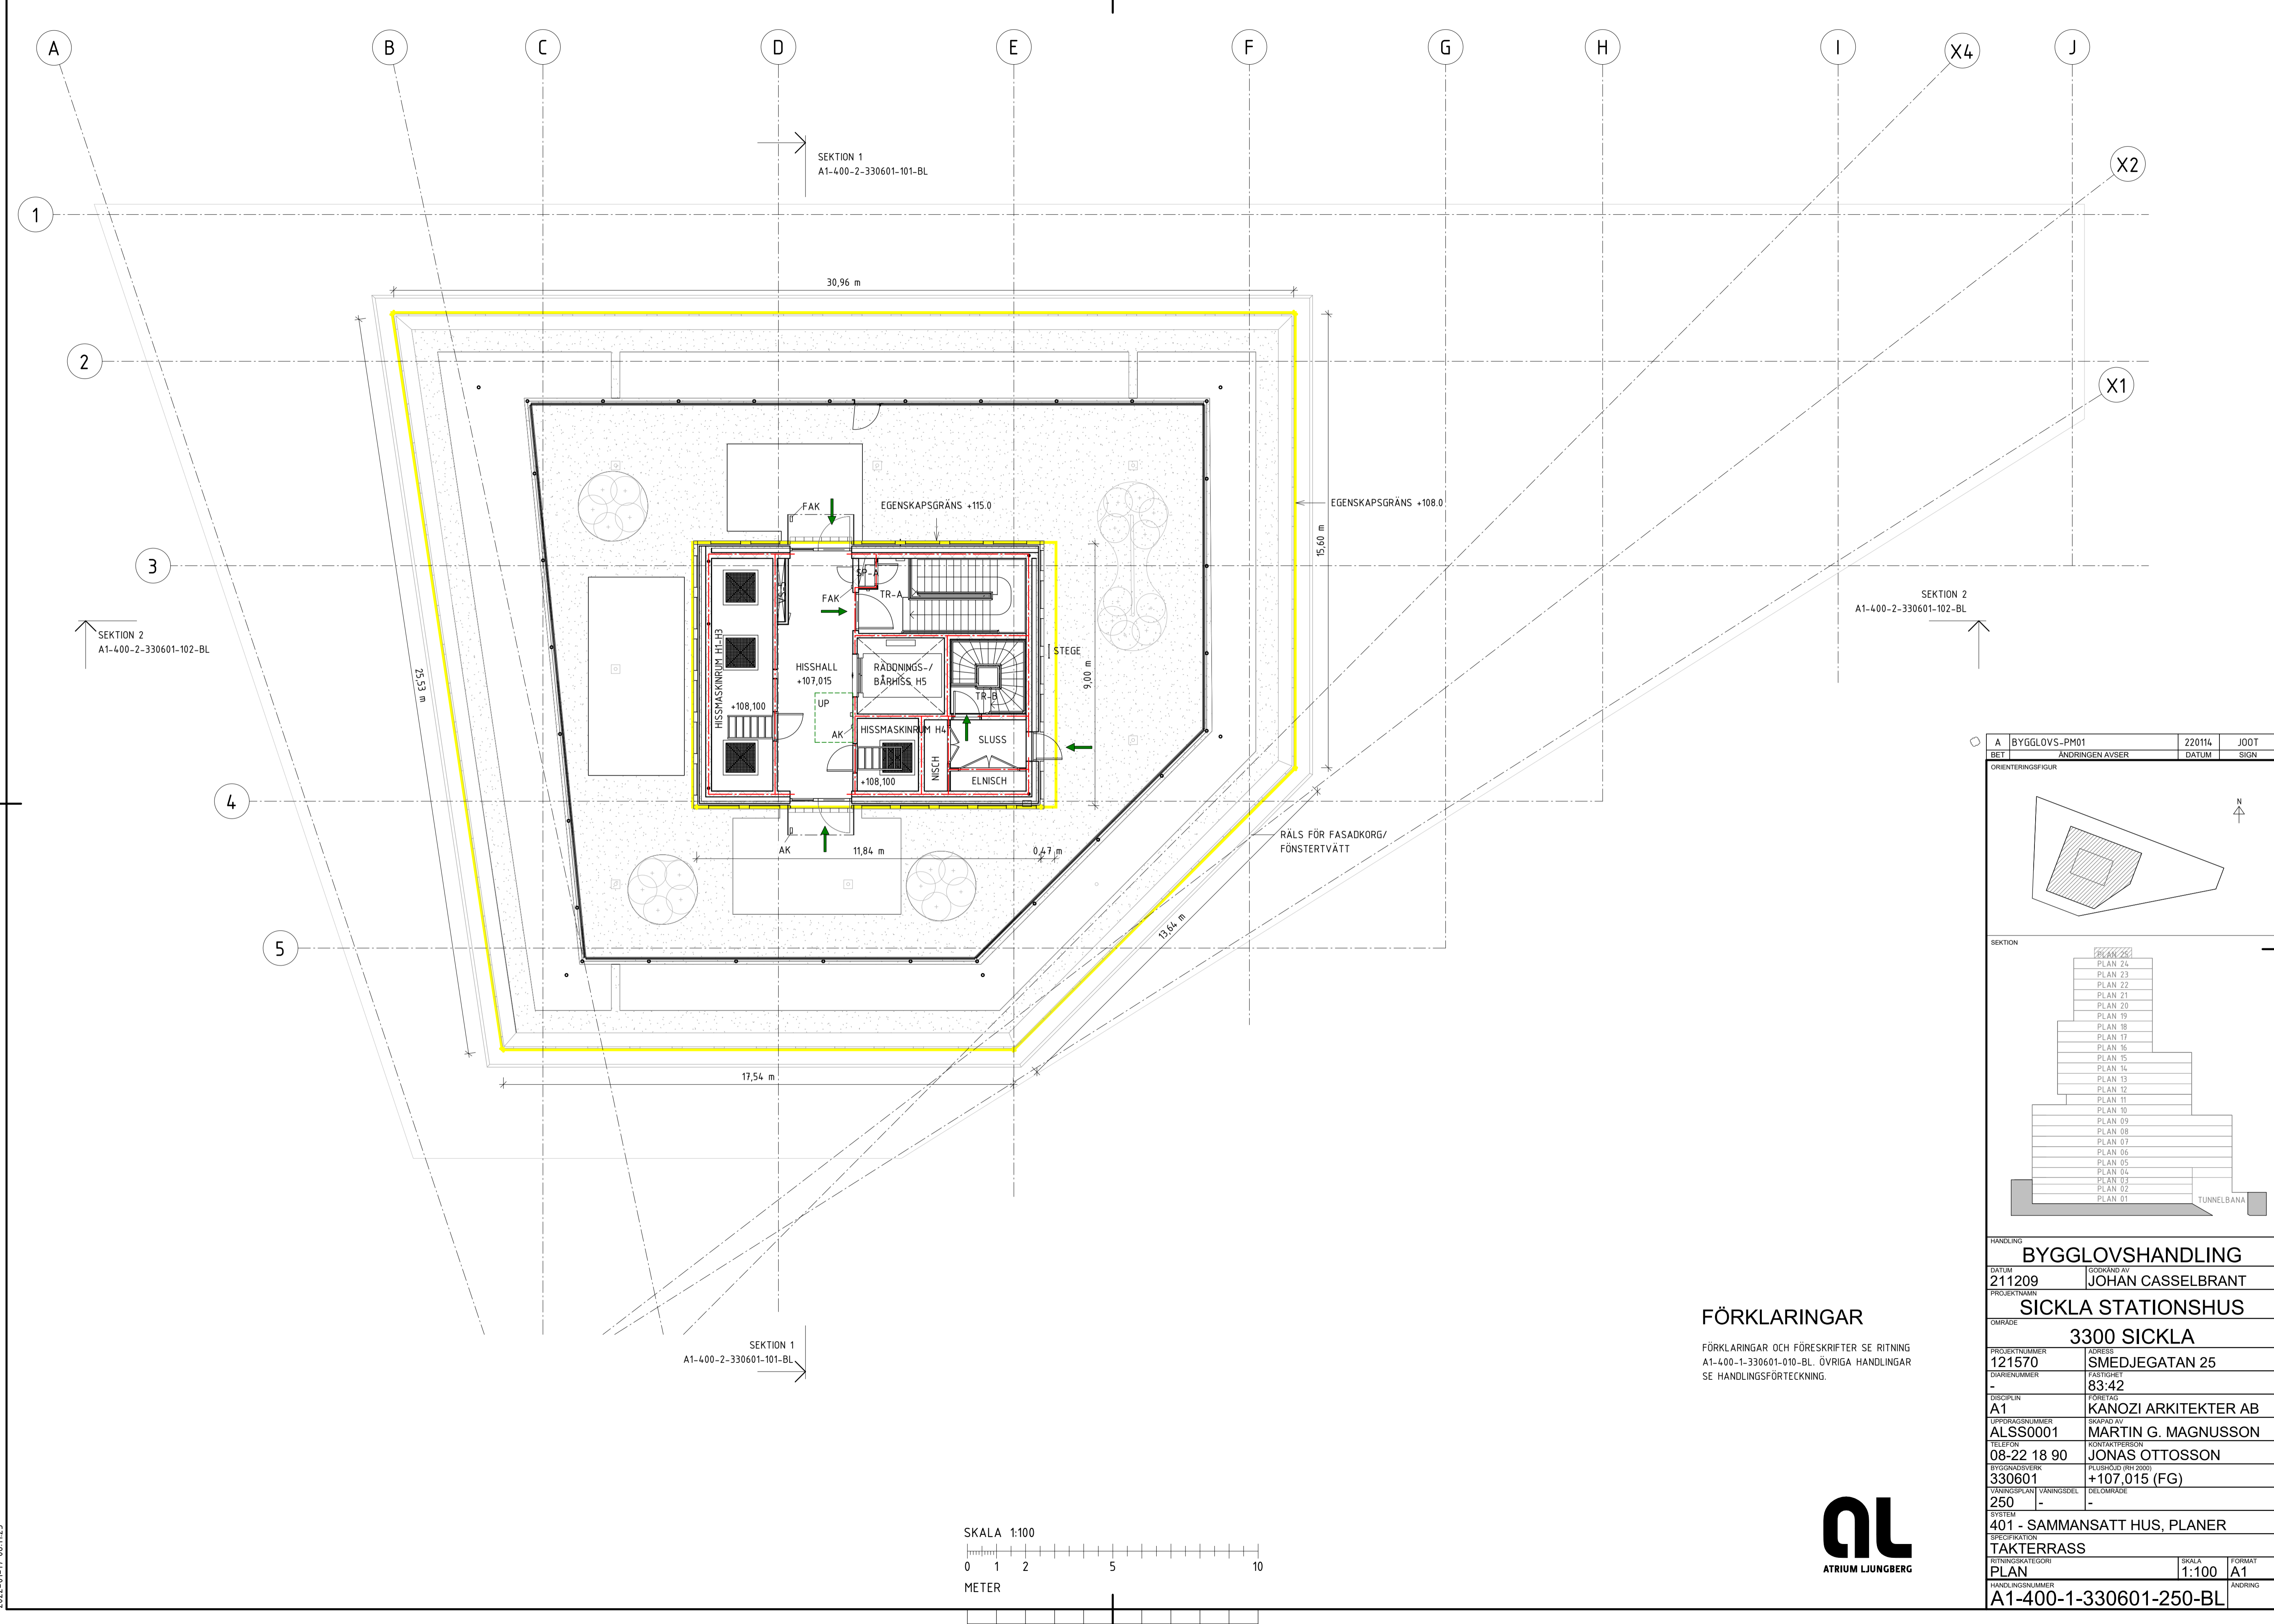 A
B
C
D
E
F
G
H
I
X4
J
X2
X1
1
2
3
4
5
SEKTION 1
A1-400-2-330601-101-BL
30,96 m
FAK
EGENSKAPSGRÄNS +115.0
EGENSKAPSGRÄNS +108.0
15,60 m
SP-A
VS-5
FAK
TR-A
SEKTION 2
A1-400-2-330601-102-BL
SEKTION 2
A1-400-2-330601-102-BL
HISSMASKINRUM H1-H3
HISSHALL
+107,015
RÄDDNINGS-/
BÅRHISS H5
STEGE
9,00 m
25,53 m
+108,100
UP
TR-B
AK
HISSMASKINRUM H4
SLUSS
NISCH
+108,100
ELNISCH
AK
11,84 m
0,47 m
RÄLS FÖR FASADKORG/
FÖNSTERTVÄTT
13,64 m
17,54 m
SEKTION 1
A1-400-2-330601-101-BL
FÖRKLARINGAR
FÖRKLARINGAR OCH FÖRESKRIFTER SE RITNING
A1-400-1-330601-010-BL. ÖVRIGA HANDLINGAR
SE HANDLINGSFÖRTECKNING.
SKALA 1:100
0 1 2 5 10
METER
ATRIUM LJUNGBERG
A BYGGLOVS-PM01 220114 JOOT
BET ÄNDRINGEN AVSER DATUM SIGN
ORIENTERINGSFIGUR
N
SEKTION
PLAN 25
PLAN 24
PLAN 23
PLAN 22
PLAN 21
PLAN 20
PLAN 19
PLAN 18
PLAN 17
PLAN 16
PLAN 15
PLAN 14
PLAN 13
PLAN 12
PLAN 11
PLAN 10
PLAN 09
PLAN 08
PLAN 07
PLAN 06
PLAN 05
PLAN 04
PLAN 03
PLAN 02
PLAN 01
TUNNELBANA
HANDLING
BYGGLOVSHANDLING
DATUM GODKÄND AV
211209 JOHAN CASSELBRANT
PROJEKTNAMN
SICKLA STATIONSHUS
OMRÅDE
3300 SICKLA
PROJEKTNUMMER ADRESS
121570 SMEDJEGATAN 25
DIARIENUMMER FASTIGHET
- 83:42
DISCIPLIN FÖRETAG
A1 KANOZI ARKITEKTER AB
UPPDRAGSNUMMER SKAPAD AV
ALSS0001 MARTIN G. MAGNUSSON
TELEFON KONTAKTPERSON
08-22 18 90 JONAS OTTOSSON
BYGGNADSVERK PLUSHÖJD (RH 2000)
330601 +107,015 (FG)
VÅNINGSPLAN VÅNINGSDEL DELOMRÅDE
250 - -
SYSTEM
401 - SAMMANSATT HUS, PLANER
SPECIFIKATION
TAKTERRASS
RITNINGSKATEGORI SKALA FORMAT
PLAN 1:100 A1
HANDLINGSNUMMER ÄNDRING
A1-400-1-330601-250-BL